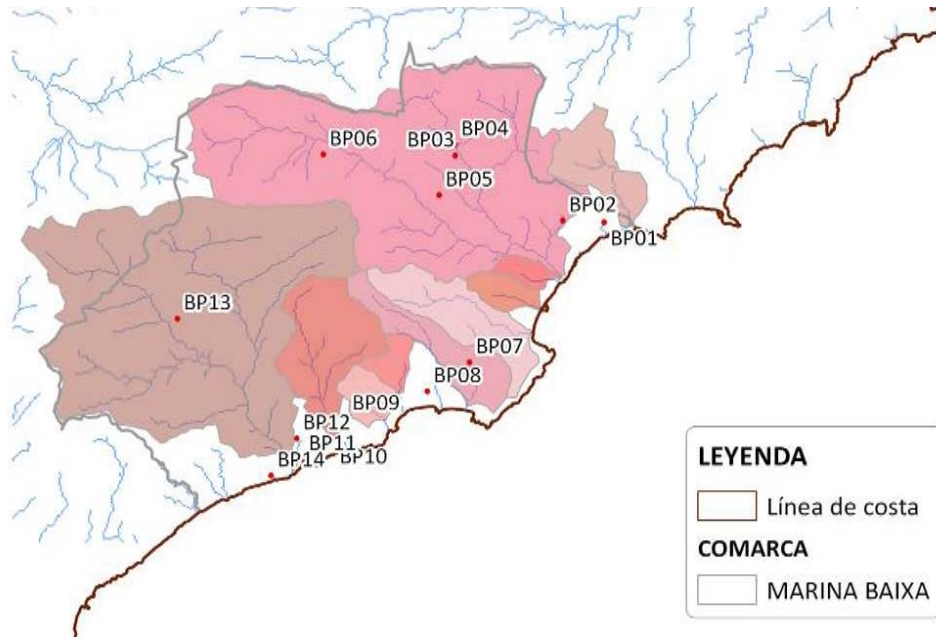 BP06
BP03
BP04
BP05
BP02
BP01
BP13
BP07
BP08
BP09
BP12
BP11
BP14
BP10
LEYENDA
Línea de costa
COMARCA
MARINA BAIXA